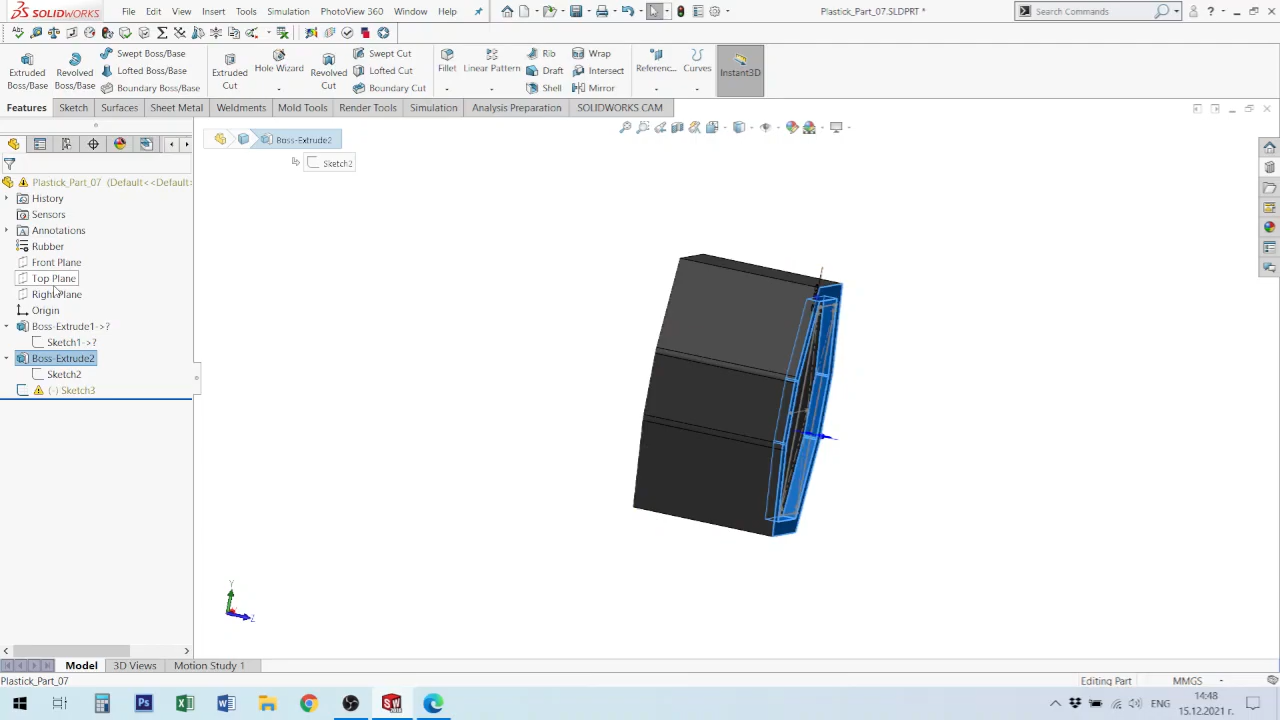 SOLIDWORKS File Edit View Insert Tools Simulation PhotoView 360 Window Help Plastick_Part_07.SLDPRT * Search Commands
Extruded Boss/Base Revolved Boss/Base Swept Boss/Base Lofted Boss/Base Boundary Boss/Base Extruded Cut Hole Wizard Revolved Cut Swept Cut Lofted Cut Boundary Cut Fillet Linear Pattern Rib Draft Shell Wrap Intersect Mirror Referenc... Curves Instant3D
Features Sketch Surfaces Sheet Metal Weldments Mold Tools Render Tools Simulation Analysis Preparation SOLIDWORKS CAM
Boss-Extrude2
Sketch2
Plastick_Part_07 (Default<<Default:
History
Sensors
Annotations
Rubber
Front Plane
Top Plane
Right Plane
Origin
Boss-Extrude1->?
Sketch1->?
Boss-Extrude2
Sketch2
(-) Sketch3
Y
Z
Model 3D Views Motion Study 1
Plastick_Part_07 Editing Part MMGS
ENG 14:48
15.12.2021 г.